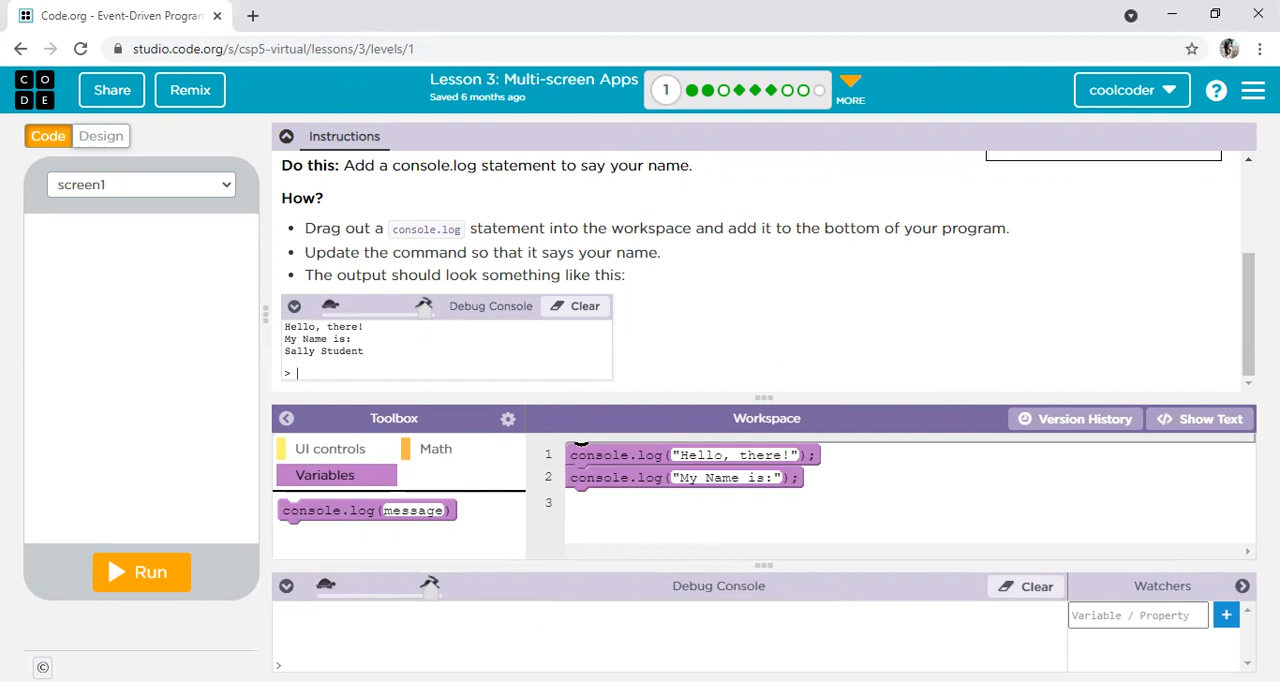 Code.org - Event-Driven Progran
studio.code.org/s/csp5-virtual/lessons/3/levels/1
C O
D E
Share
Remix
Lesson 3: Multi-screen Apps
Saved 6 months ago
1
MORE
coolcoder
?
Code
Design
screen1
Run
©
Instructions
Do this: Add a console.log statement to say your name.
How?
• Drag out a console.log statement into the workspace and add it to the bottom of your program.
• Update the command so that it says your name.
• The output should look something like this:
Debug Console
Clear
Hello, there!
My Name is:
Sally Student
>
Toolbox
Workspace
Version History
Show Text
UI controls
Math
Variables
console.log(message)
1 console.log("Hello, there!");
2 console.log("My Name is:");
3
Debug Console
Clear
Watchers
Variable / Property
+
>